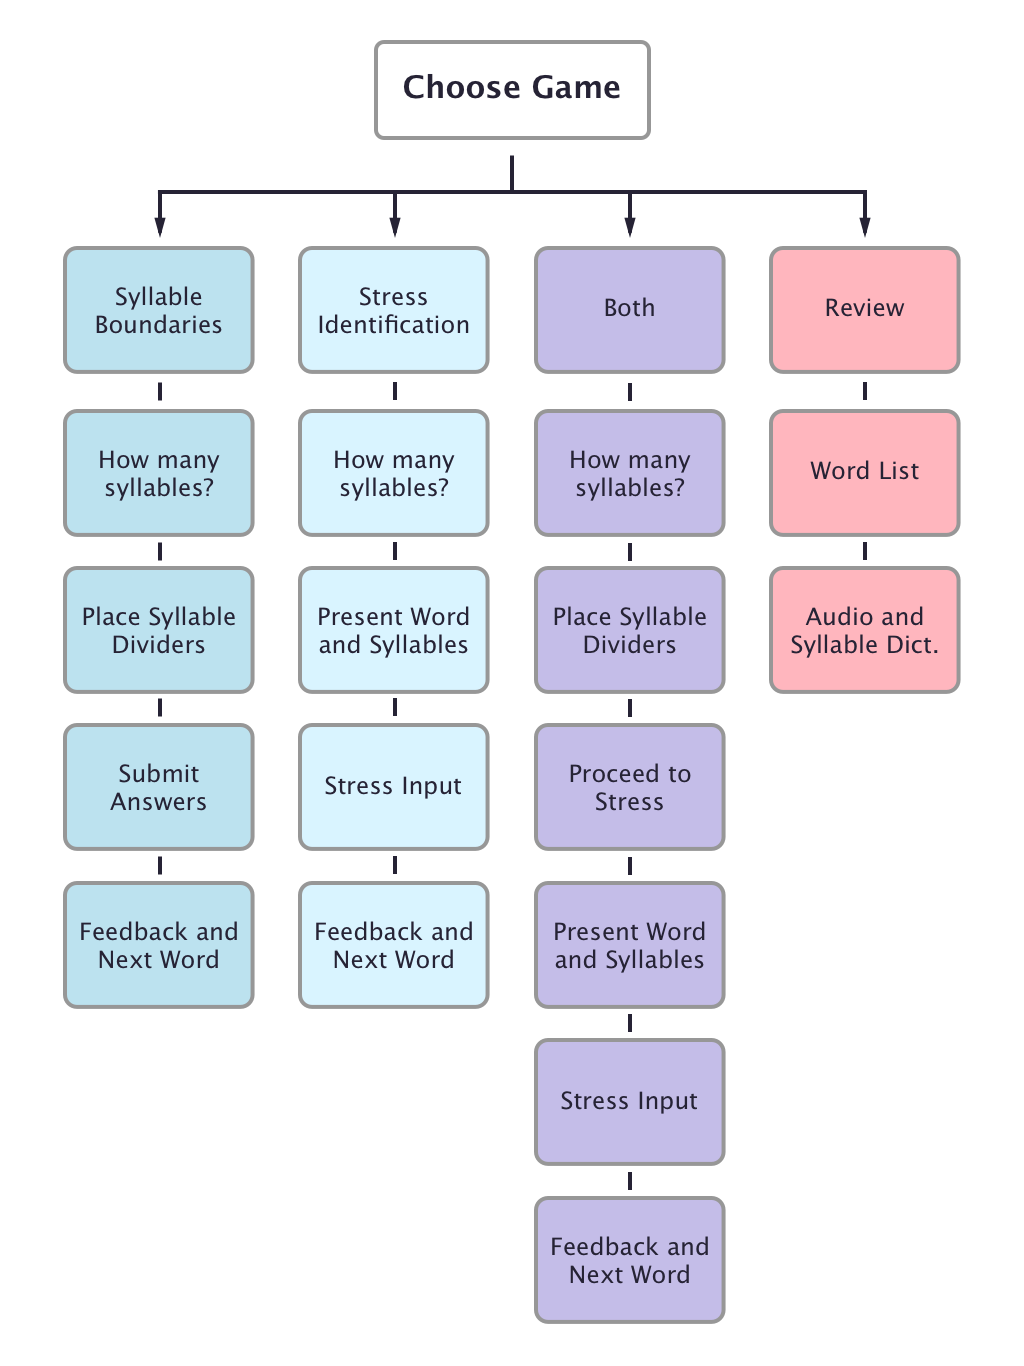 Choose Game
Syllable
Boundaries
Stress
Identification
Both
Review
How many
syllables?
How many
syllables?
How many
syllables?
Word List
Place Syllable
Dividers
Present Word
and Syllables
Place Syllable
Dividers
Audio and
Syllable Dict.
Submit
Answers
Stress Input
Proceed to
Stress
Feedback and
Next Word
Feedback and
Next Word
Present Word
and Syllables
Stress Input
Feedback and
Next Word